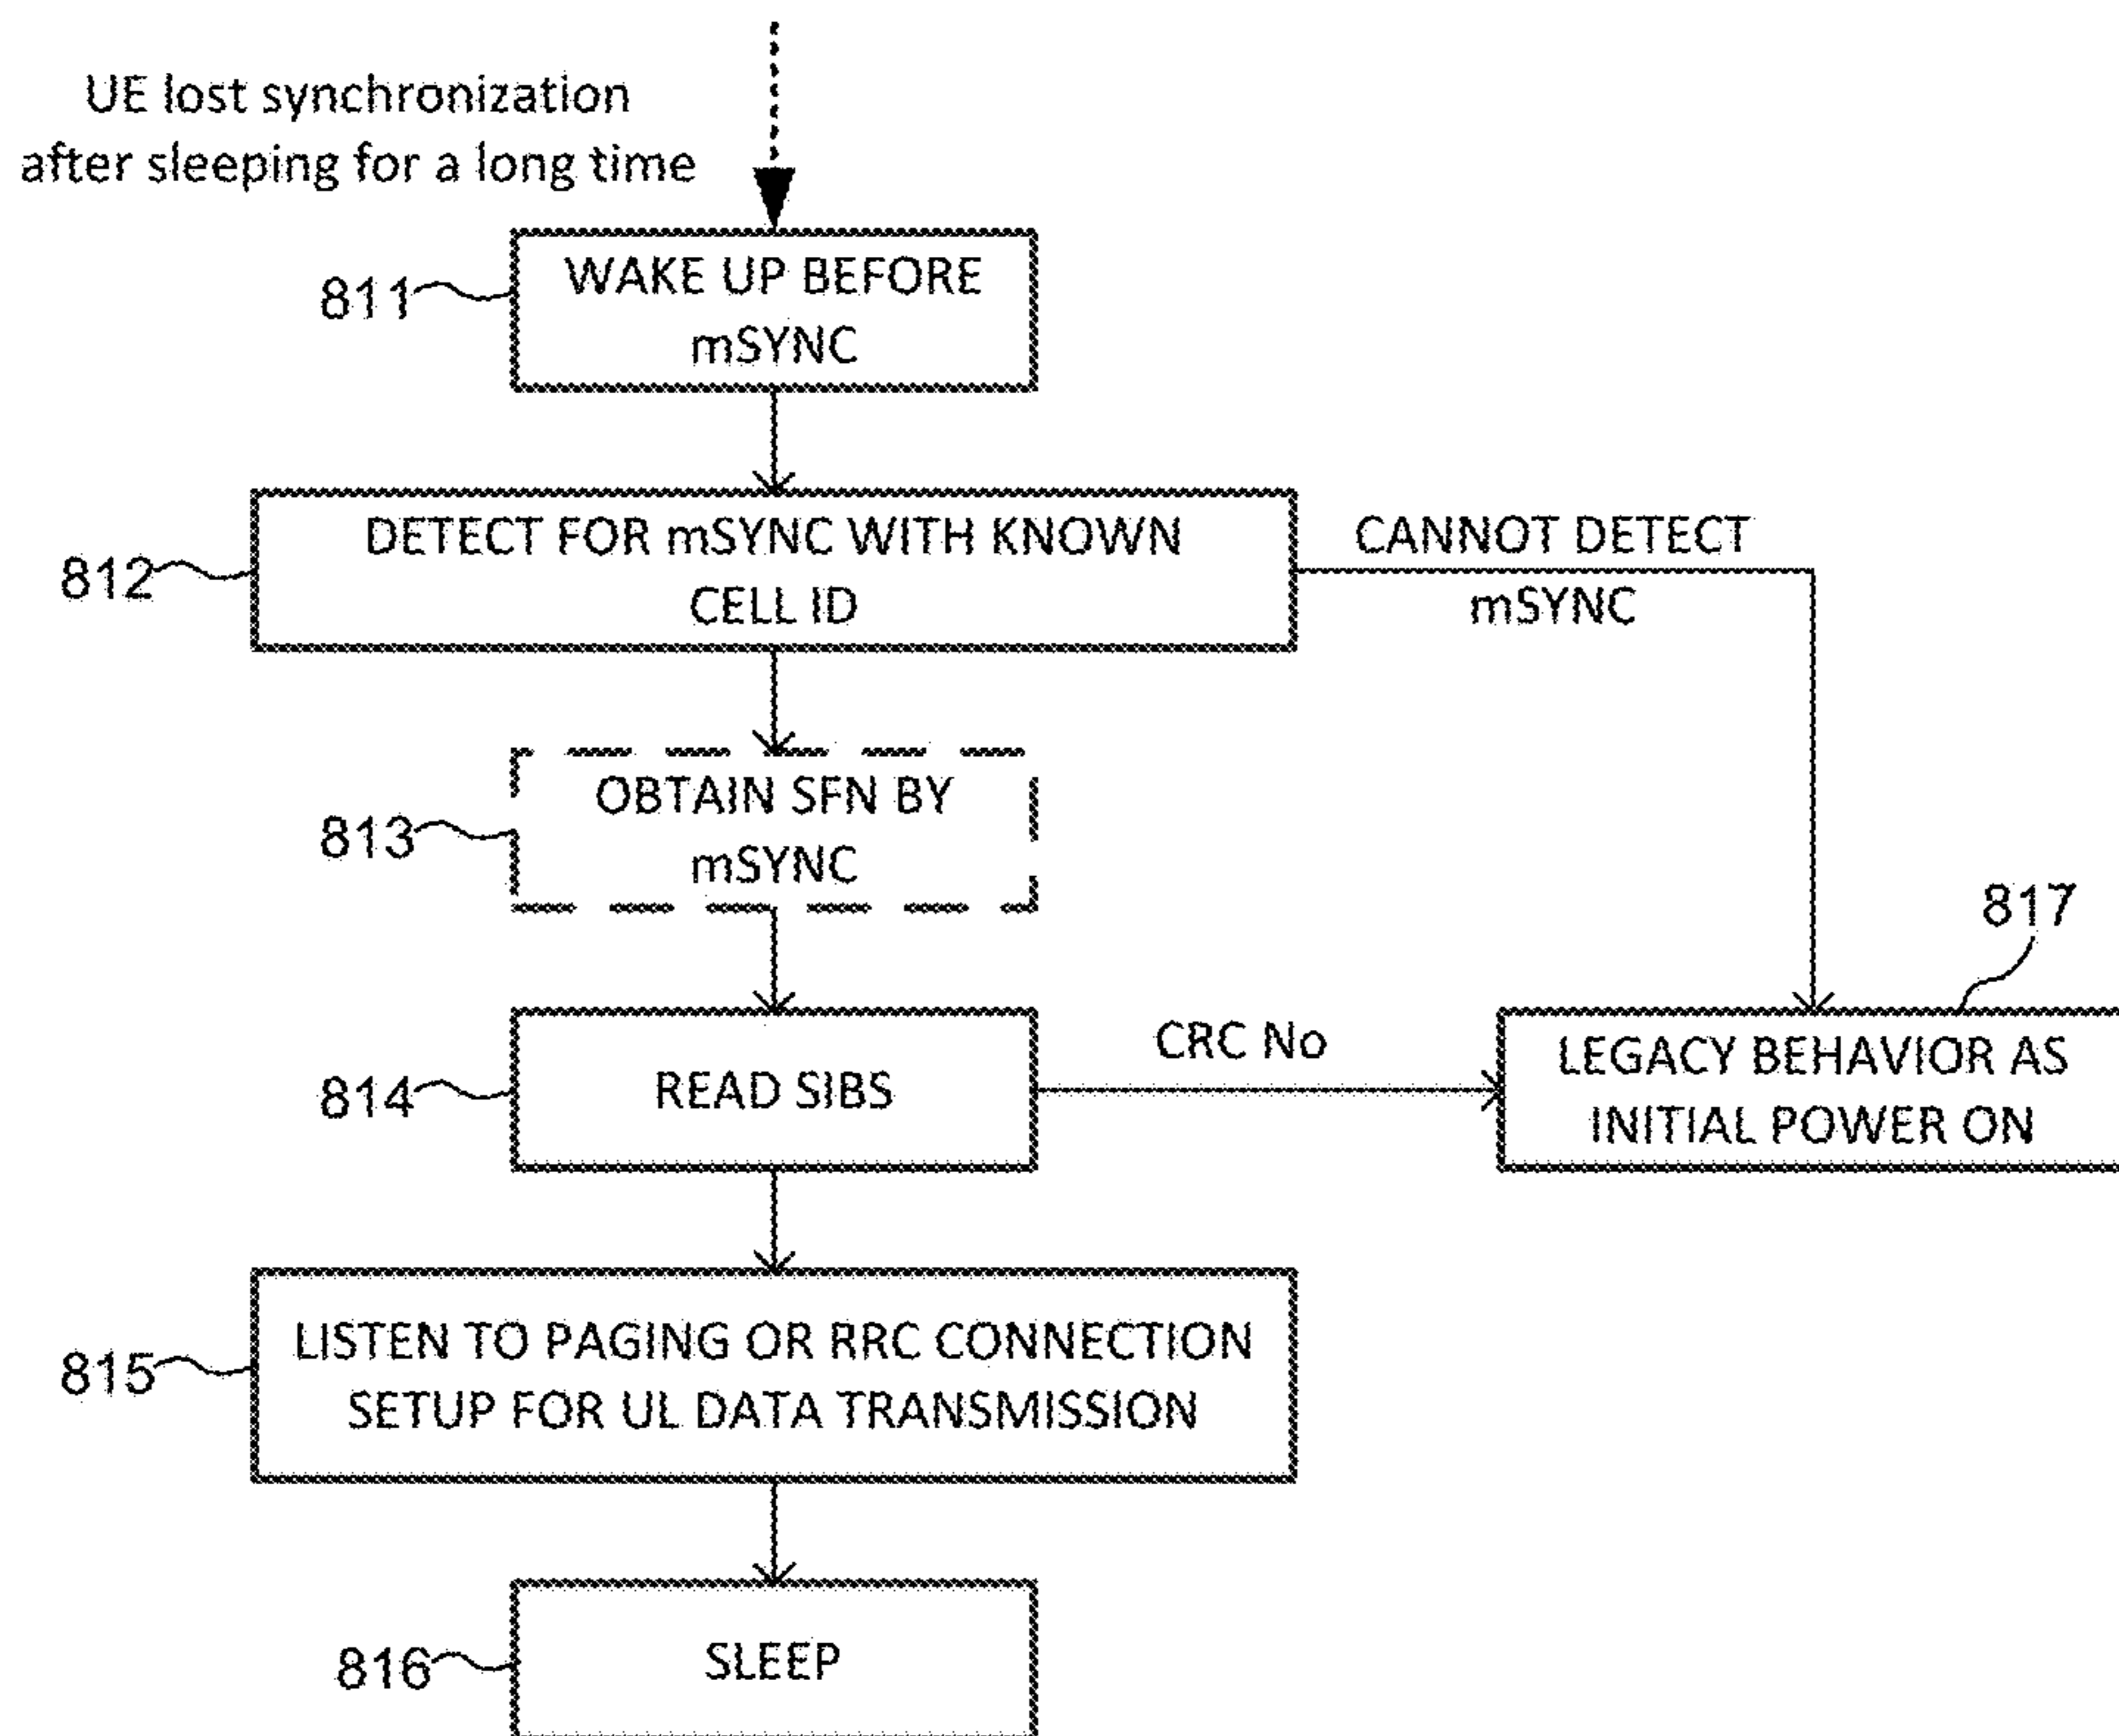 UE lost synchronization
after sleeping for a long time
811
WAKE UP BEFORE
mSYNC
812
DETECT FOR mSYNC WITH KNOWN
CELL ID
CANNOT DETECT
mSYNC
813
OBTAIN SFN BY
mSYNC
817
814
READ SIBS
CRC No
LEGACY BEHAVIOR AS
INITIAL POWER ON
815
LISTEN TO PAGING OR RRC CONNECTION
SETUP FOR UL DATA TRANSMISSION
816
SLEEP